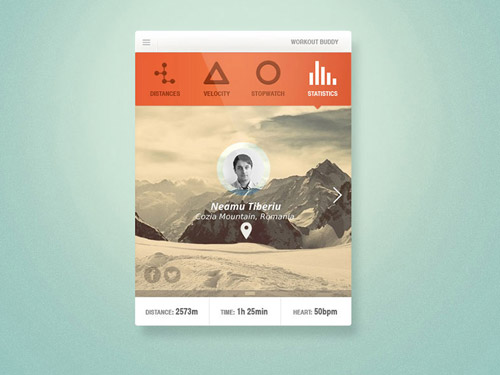 WORKOUT BUDDY
DISTANCES VELOCITY STOPWATCH STATISTICS
Neamu Tiberiu
Cozia Mountain, Romania
DISTANCE: 2573m TIME: 1h 25min HEART: 50bpm